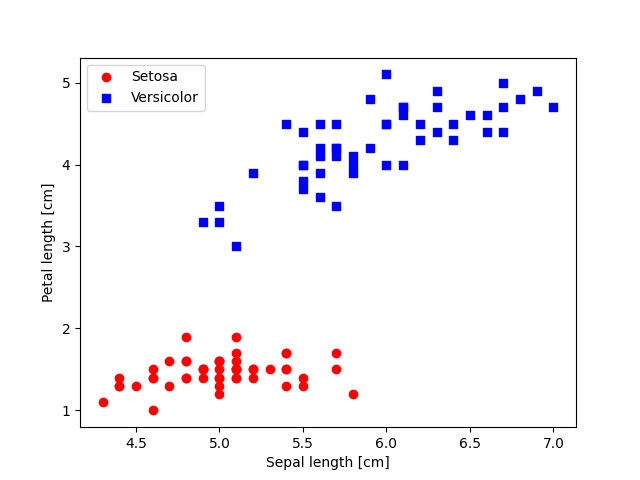 Setosa
Versicolor
Petal length [cm]
5
4
3
2
1
4.5 5.0 5.5 6.0 6.5 7.0
Sepal length [cm]